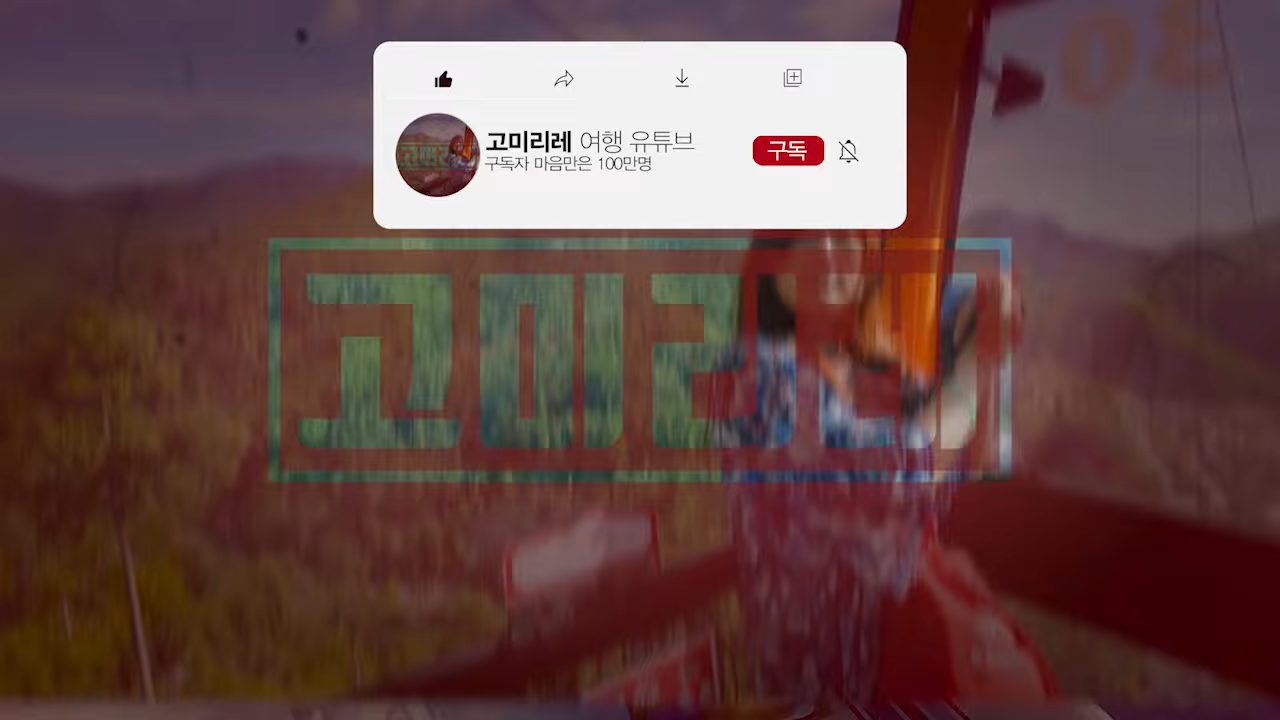 고미리레 여행 유튜브
구독자 마음만은 100만명
구독
고미리레